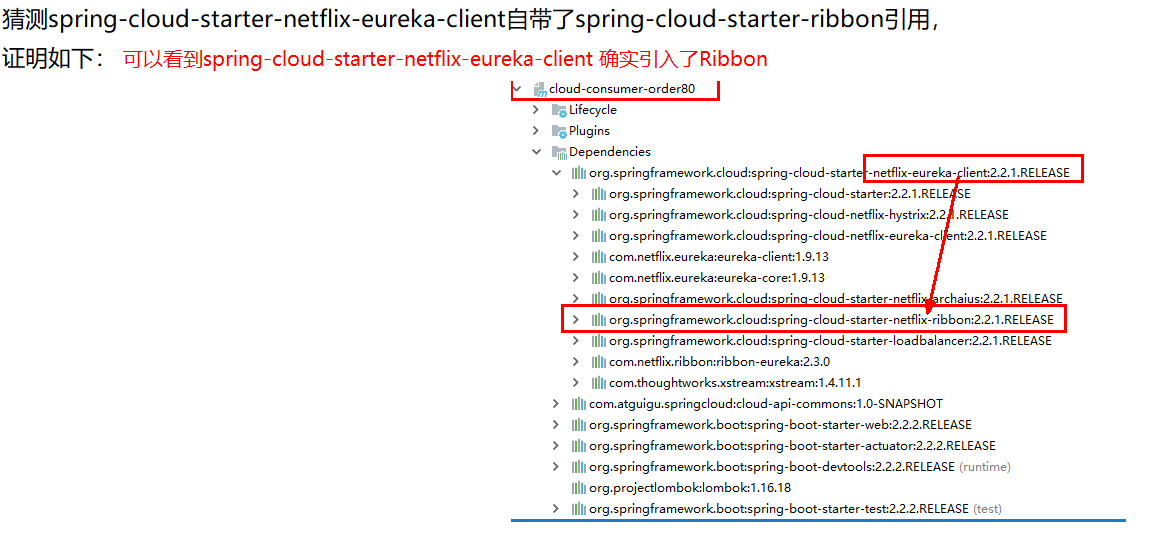 猜测spring-cloud-starter-netflix-eureka-client自带了spring-cloud-starter-ribbon引用，
证明如下： 可以看到spring-cloud-starter-netflix-eureka-client 确实引入了Ribbon
cloud-consumer-order80
Lifecycle
Plugins
Dependencies
org.springframework.cloud:spring-cloud-starter-netflix-eureka-client:2.2.1.RELEASE
org.springframework.cloud:spring-cloud-starter:2.2.1.RELEASE
org.springframework.cloud:spring-cloud-netflix-hystrix:2.2.1.RELEASE
org.springframework.cloud:spring-cloud-netflix-eureka-client:2.2.1.RELEASE
com.netflix.eureka:eureka-client:1.9.13
com.netflix.eureka:eureka-core:1.9.13
org.springframework.cloud:spring-cloud-starter-netflix-archaius:2.2.1.RELEASE
org.springframework.cloud:spring-cloud-starter-netflix-ribbon:2.2.1.RELEASE
org.springframework.cloud:spring-cloud-starter-loadbalancer:2.2.1.RELEASE
com.netflix.ribbon:ribbon-eureka:2.3.0
com.thoughtworks.xstream:xstream:1.4.11.1
com.atguigu.springcloud:cloud-api-commons:1.0-SNAPSHOT
org.springframework.boot:spring-boot-starter-web:2.2.2.RELEASE
org.springframework.boot:spring-boot-starter-actuator:2.2.2.RELEASE
org.springframework.boot:spring-boot-devtools:2.2.2.RELEASE (runtime)
org.projectlombok:lombok:1.16.18
org.springframework.boot:spring-boot-starter-test:2.2.2.RELEASE (test)